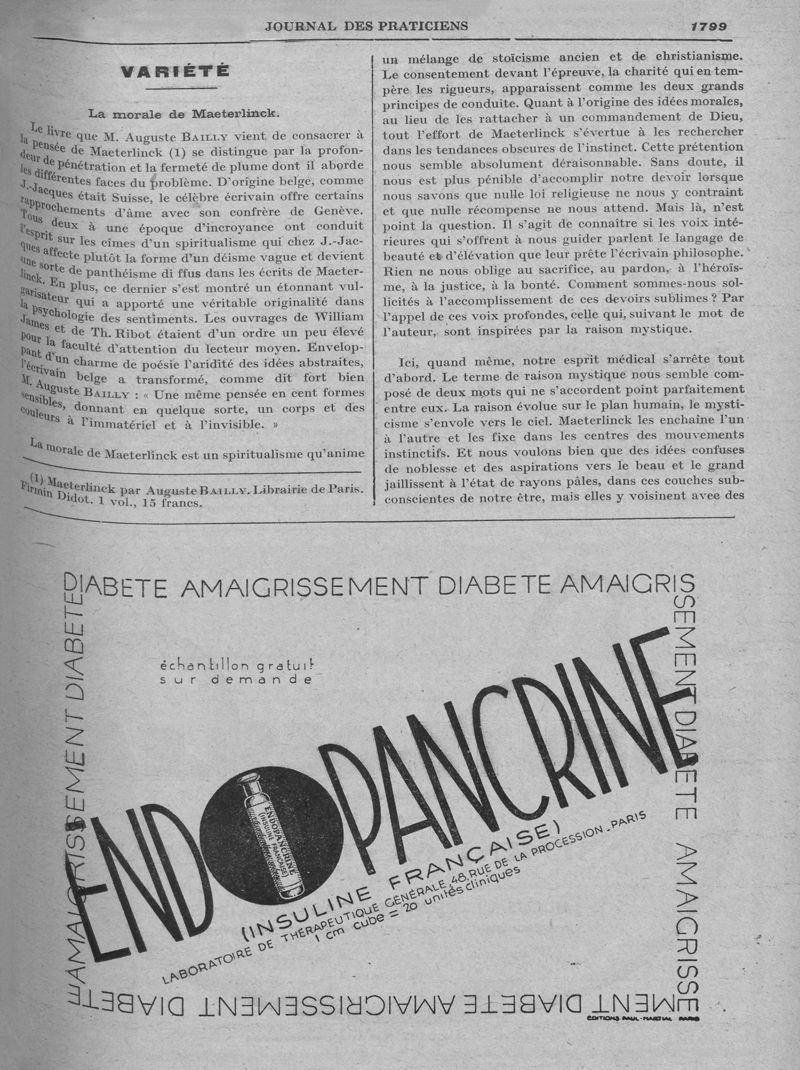 JOURNAL DES PRATICIENS
1799
VARIÉTÉ
La morale de Maeterlinck.
Le livre que M. Auguste BAILLY vient de consacrer à
la pensée de Maeterlinck (1) se distingue par la profon-
deur de pénétration et la fermeté de plume dont il aborde
les différentes faces du problème. D'origine belge, comme
J.-Jacques était Suisse, le célèbre écrivain offre certains
rapprochements d'âme avec son confrère de Genève.
Tous deux à une époque d'incroyance ont conduit
l'esprit sur les cîmes d'un spiritualisme qui chez J.-Jac-
ques affecte plutôt la forme d'un déisme vague et devient
une sorte de panthéisme di ffus dans les écrits de Maeter-
linck. En plus, ce dernier s'est montré un étonnant vul-
garisateur qui a apporté une véritable originalité dans
la psychologie des sentiments. Les ouvrages de William
James et de Th. Ribot étaient d'un ordre un peu élevé
pour la faculté d'attention du lecteur moyen. Envelop-
pant d'un charme de poésie l'aridité des idées abstraites,
l'écrivain belge a transformé, comme dit fort bien
M. Auguste BAILLY : « Une même pensée en cent formes
sensibles, donnant en quelque sorte, un corps et des
couleurs à l'immatériel et à l'invisible. »
La morale de Maeterlinck est un spiritualisme qu'anime
(1) Maeterlinck par Auguste BAILLY. Librairie de Paris.
Firmin Didot. 1 vol., 15 francs.
un mélange de stoïcisme ancien et de christianisme.
Le consentement devant l'épreuve, la charité qui en tem-
père les rigueurs, apparaissent comme les deux grands
principes de conduite. Quant à l'origine des idées morales,
au lieu de les rattacher à un commandement de Dieu,
tout l'effort de Maeterlinck s'évertue à les rechercher
dans les tendances obscures de l'instinct. Cette prétention
nous semble absolument déraisonnable. Sans doute, il
nous est plus pénible d'accomplir notre devoir lorsque
nous savons que nulle loi religieuse ne nous y contraint
et que nulle récompense ne nous attend. Mais là, n'est
point la question. Il s'agit de connaître si les voix inté-
rieures qui s'offrent à nous guider parlent le langage de
beauté et d'élévation que leur prête l'écrivain philosophe.
Rien ne nous oblige au sacrifice, au pardon, à l'héroïs-
me, à la justice, à la bonté. Comment sommes-nous sol-
licités à l'accomplissement de ces devoirs sublimes ? Par
l'appel de ces voix profondes, celle qui, suivant le mot de
l'auteur, sont inspirées par la raison mystique.
Ici, quand même, notre esprit médical s'arrête tout
d'abord. Le terme de raison mystique nous semble com-
posé de deux mots qui ne s'accordent point parfaitement
entre eux. La raison évolue sur le plan humain, le mysti-
cisme s'envole vers le ciel. Maeterlinck les enchaîne l'un
à l'autre et les fixe dans les centres des mouvements
instinctifs. Et nous voulons bien que des idées confuses
de noblesse et des aspirations vers le beau et le grand
jaillissent à l'état de rayons pâles, dans ces couches sub-
conscientes de notre être, mais elles y voisinent avec des
DIABETE AMAIGRISSEMENT DIABETE AMAIGRIS
SEMENT DIABETE AMAIGRISSE
MENT DIABETE AMAIGRISSEMENT DIABETE
AMAIGRISSEMENT DIABETE
échantillon gratuit
sur demande
ENDOPANCRINE
ENDOPANCRINE
(INSULINE FRANÇAISE)
(INSULINE FRANÇAISE)
LABORATOIRE DE THÉRAPEUTIQUE GÉNÉRALE 48, RUE DE LA PROCESSION - PARIS
1 cm cube = 20 unités cliniques
EDITIONS PAUL-MARTIAL PARIS